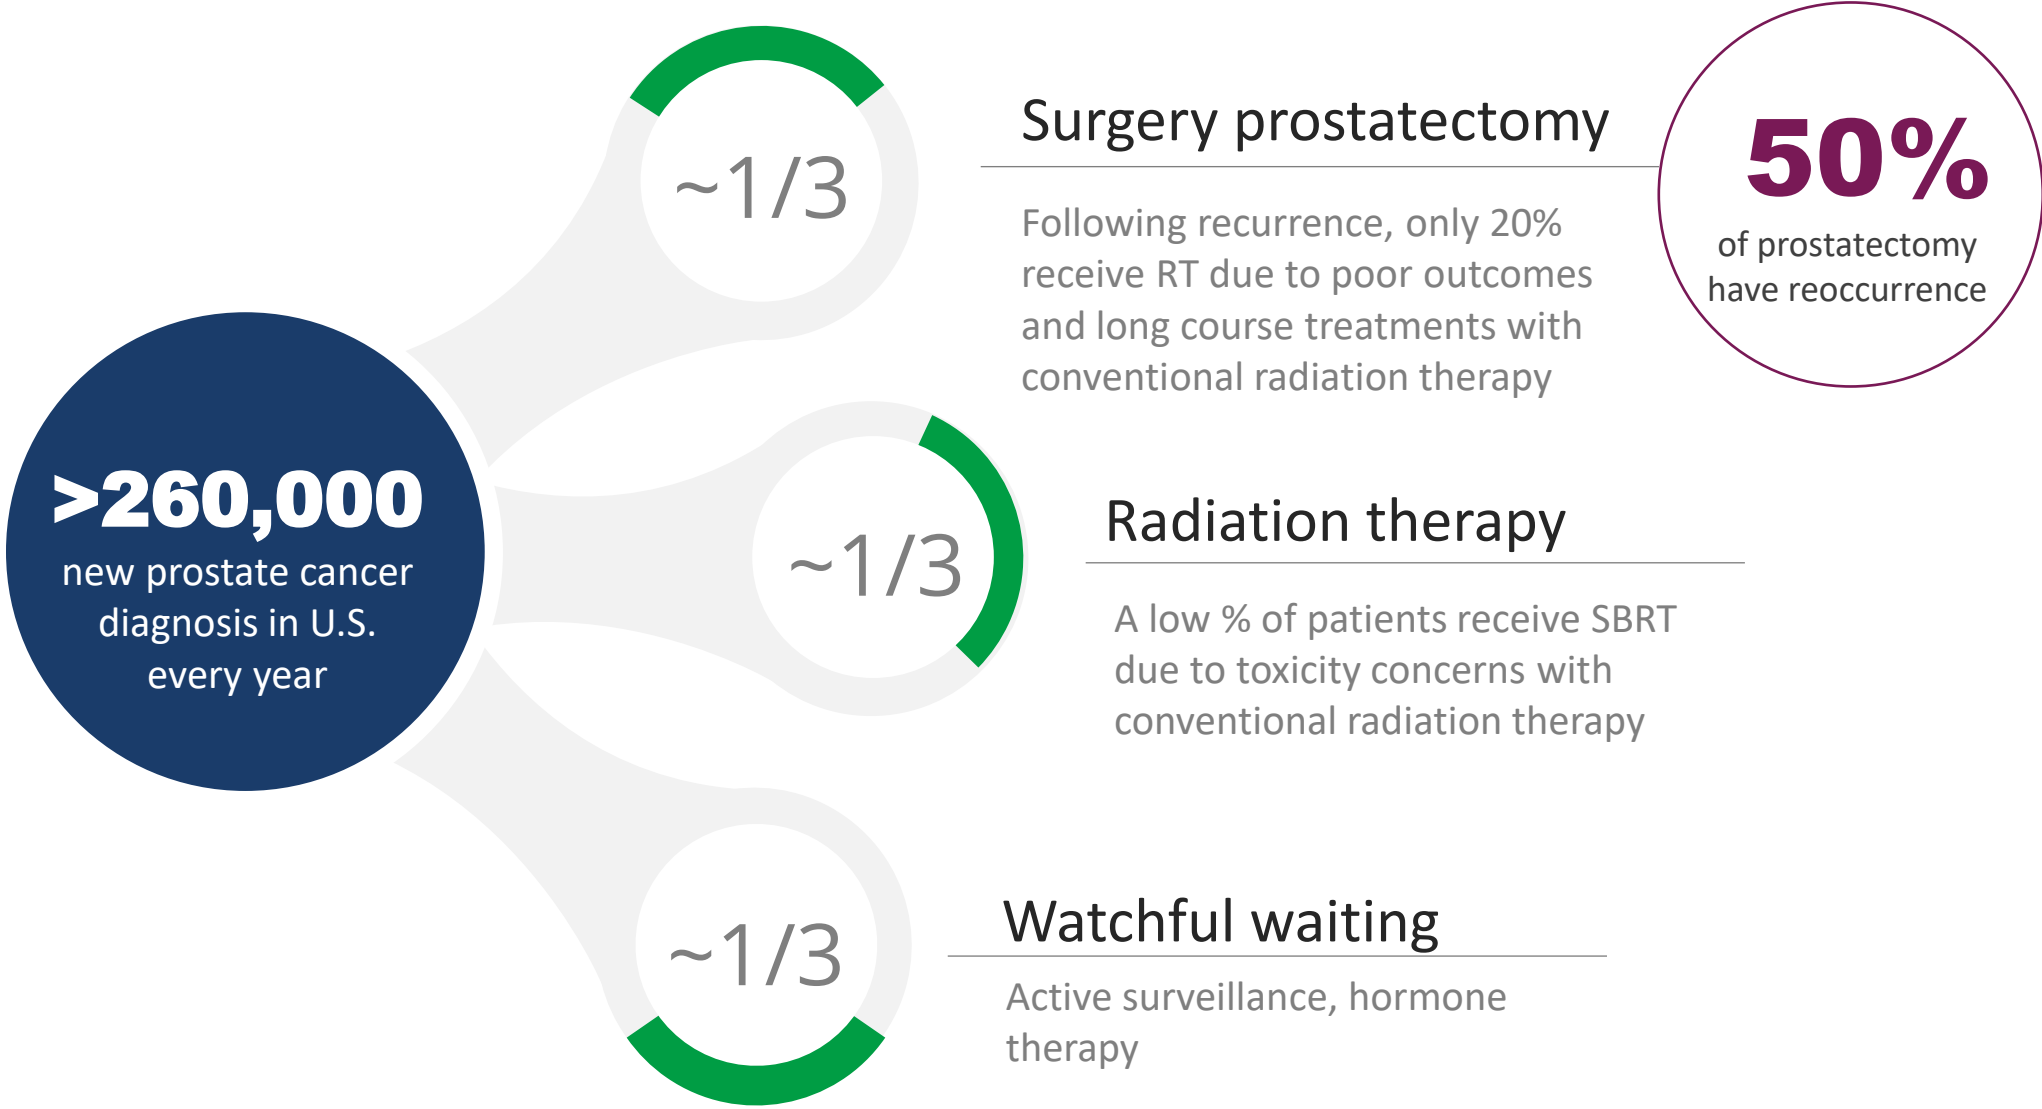 >260,000
new prostate cancer
diagnosis in U.S.
every year
~1/3
Surgery prostatectomy
Following recurrence, only 20%
receive RT due to poor outcomes
and long course treatments with
conventional radiation therapy
50%
of prostatectomy
have reoccurrence
~1/3
Radiation therapy
A low % of patients receive SBRT
due to toxicity concerns with
conventional radiation therapy
~1/3
Watchful waiting
Active surveillance, hormone
therapy